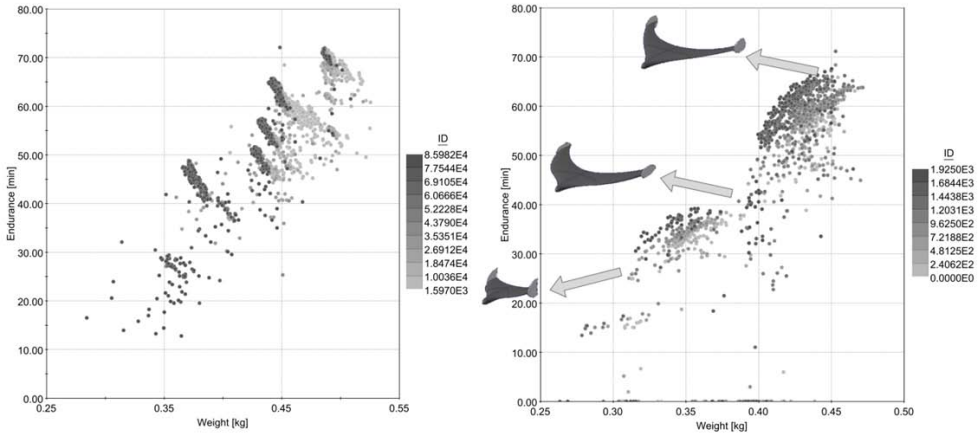 80.00
70.00
60.00
50.00
40.00
30.00
20.00
10.00
0.00
Endurance [min]
0.25
0.35
0.45
0.55
Weight [kg]
ID
8.5982E4
7.7544E4
6.9105E4
6.0666E4
5.2228E4
4.3790E4
3.5351E4
2.6912E4
1.8474E4
1.0036E4
1.5970E3
80.00
70.00
60.00
50.00
40.00
30.00
20.00
10.00
0.00
Endurance [min]
0.25
0.30
0.35
0.40
0.45
0.50
Weight [kg]
ID
1.9250E3
1.6844E3
1.4438E3
1.2031E3
9.6250E2
7.2188E2
4.8125E2
2.4062E2
0.0000E0